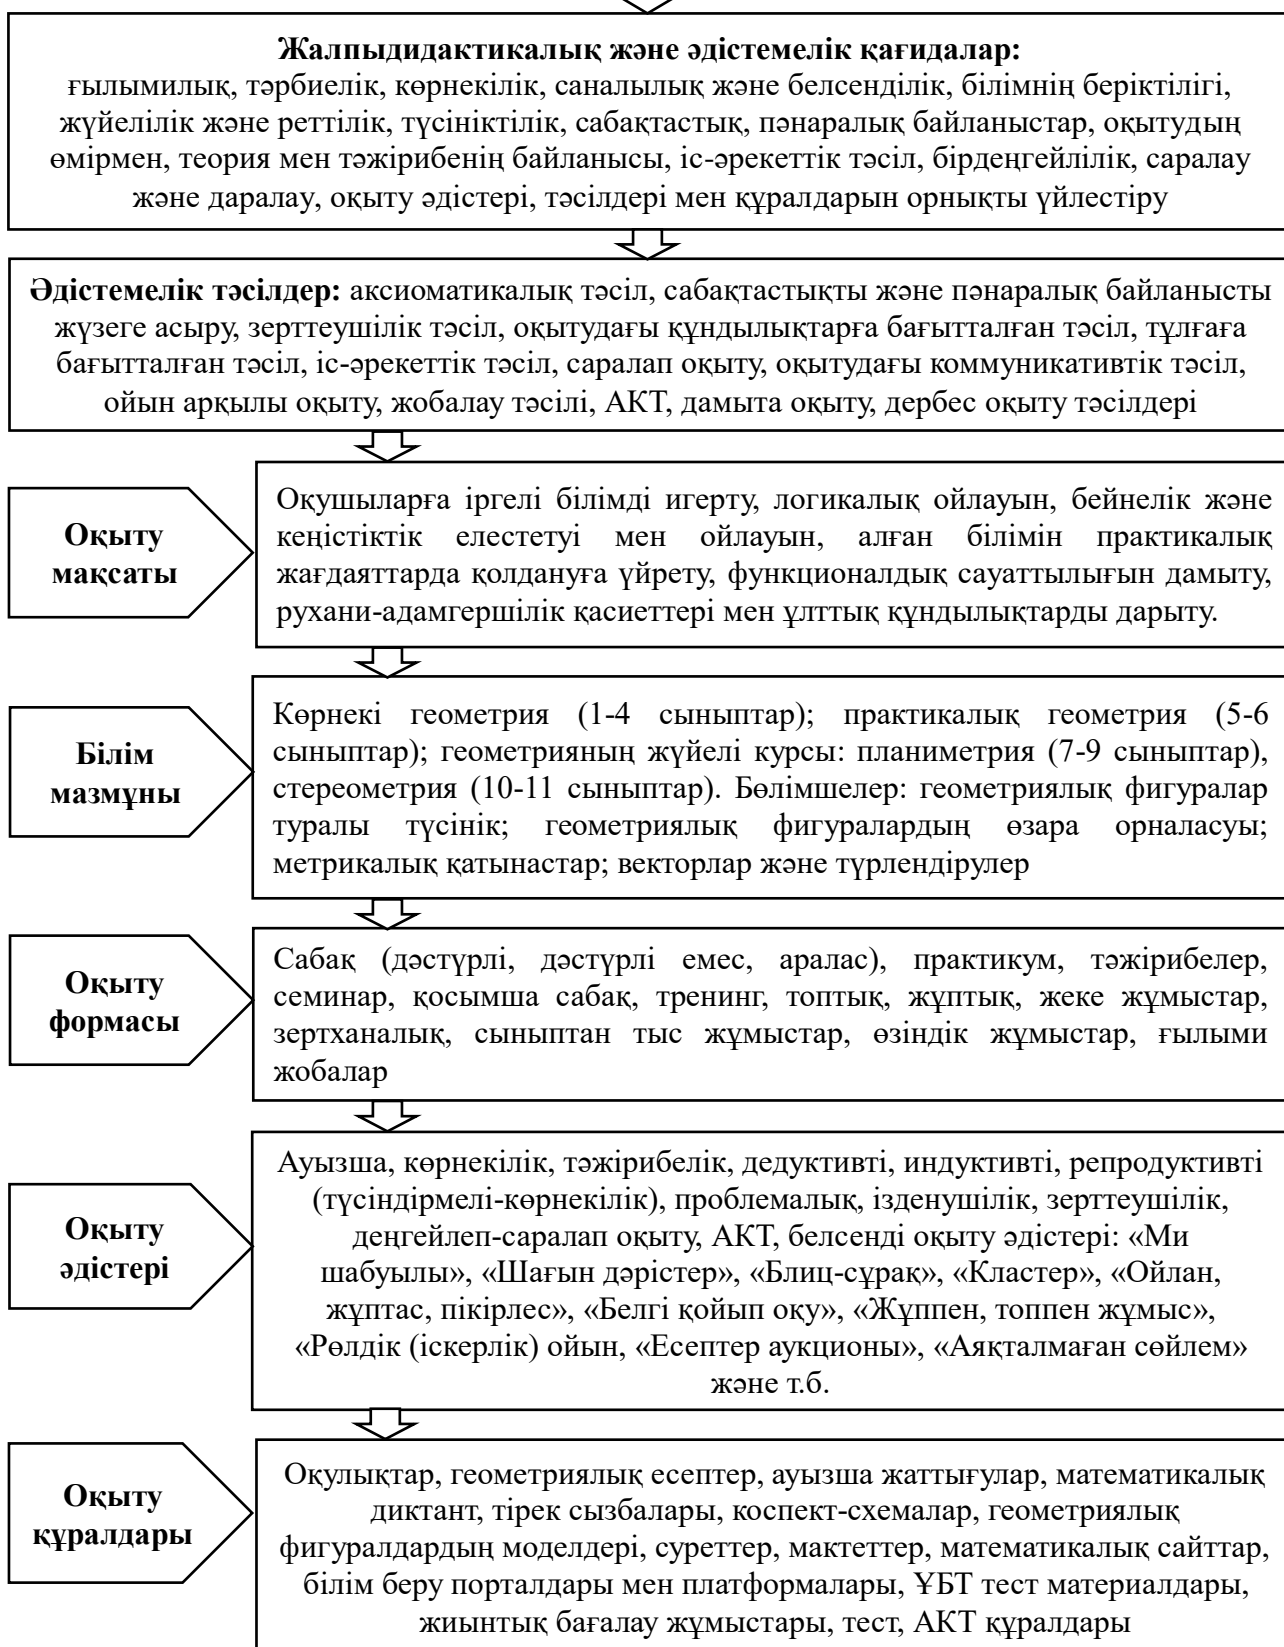 Жалпыдидактикалық және әдістемелік қағидалар:
ғылымилық, тәрбиелік, көрнекілік, саналылық және белсенділік, білімнің беріктілігі,
жүйелілік және реттілік, түсініктілік, сабақтастық, пәнаралық байланыстар, оқытудың
өмірмен, теория мен тәжірибенің байланысы, іс-әрекеттік тәсіл, бірдеңгейлілік, саралау
және даралау, оқыту әдістері, тәсілдері мен құралдарын орнықты үйлестіру
Әдістемелік тәсілдер: аксиоматикалық тәсіл, сабақтастықты және пәнаралық байланысты
жүзеге асыру, зерттеушілік тәсіл, оқытудағы құндылықтарға бағытталған тәсіл, тұлғаға
бағытталған тәсіл, іс-әрекеттік тәсіл, саралап оқыту, оқытудағы коммуникативтік тәсіл,
ойын арқылы оқыту, жобалау тәсілі, АКТ, дамыта оқыту, дербес оқыту тәсілдері
Оқыту
мақсаты
Оқушыларға іргелі білімді игерту, логикалық ойлауын, бейнелік және
кеңістіктік елестетуі мен ойлауын, алған білімін практикалық
жағдаяттарда қолдануға үйрету, функционалдық сауаттылығын дамыту,
рухани-адамгершілік қасиеттері мен ұлттық құндылықтарды дарыту.
Білім
мазмұны
Көрнекі геометрия (1-4 сыныптар); практикалық геометрия (5-6
сыныптар); геометрияның жүйелі курсы: планиметрия (7-9 сыныптар),
стереометрия (10-11 сыныптар). Бөлімшелер: геометриялық фигуралар
туралы түсінік; геометриялық фигуралардың өзара орналасуы;
метрикалық қатынастар; векторлар және түрлендірулер
Оқыту
формасы
Сабақ (дәстүрлі, дәстүрлі емес, аралас), практикум, тәжірибелер,
семинар, қосымша сабақ, тренинг, топтық, жұптық, жеке жұмыстар,
зертханалық, сыныптан тыс жұмыстар, өзіндік жұмыстар, ғылыми
жобалар
Оқыту
әдістері
Ауызша, көрнекілік, тәжірибелік, дедуктивті, индуктивті, репродуктивті
(түсіндірмелі-көрнекілік), проблемалық, ізденушілік, зерттеушілік,
деңгейлеп-саралап оқыту, АКТ, белсенді оқыту әдістері: «Ми
шабуылы», «Шағын дәрістер», «Блиц-сұрақ», «Кластер», «Ойлан,
жұптас, пікірлес», «Белгі қойып оқу», «Жұппен, топпен жұмыс»,
«Рөлдік (іскерлік) ойын, «Есептер аукционы», «Аяқталмаған сөйлем»
және т.б.
Оқыту
құралдары
Оқулықтар, геометриялық есептер, ауызша жаттығулар, математикалық
диктант, тірек сызбалары, коспект-схемалар, геометриялық
фигуралдардың моделдері, суреттер, мактеттер, математикалық сайттар,
білім беру порталдары мен платформалары, ҰБТ тест материалдары,
жиынтық бағалау жұмыстары, тест, АКТ құралдары